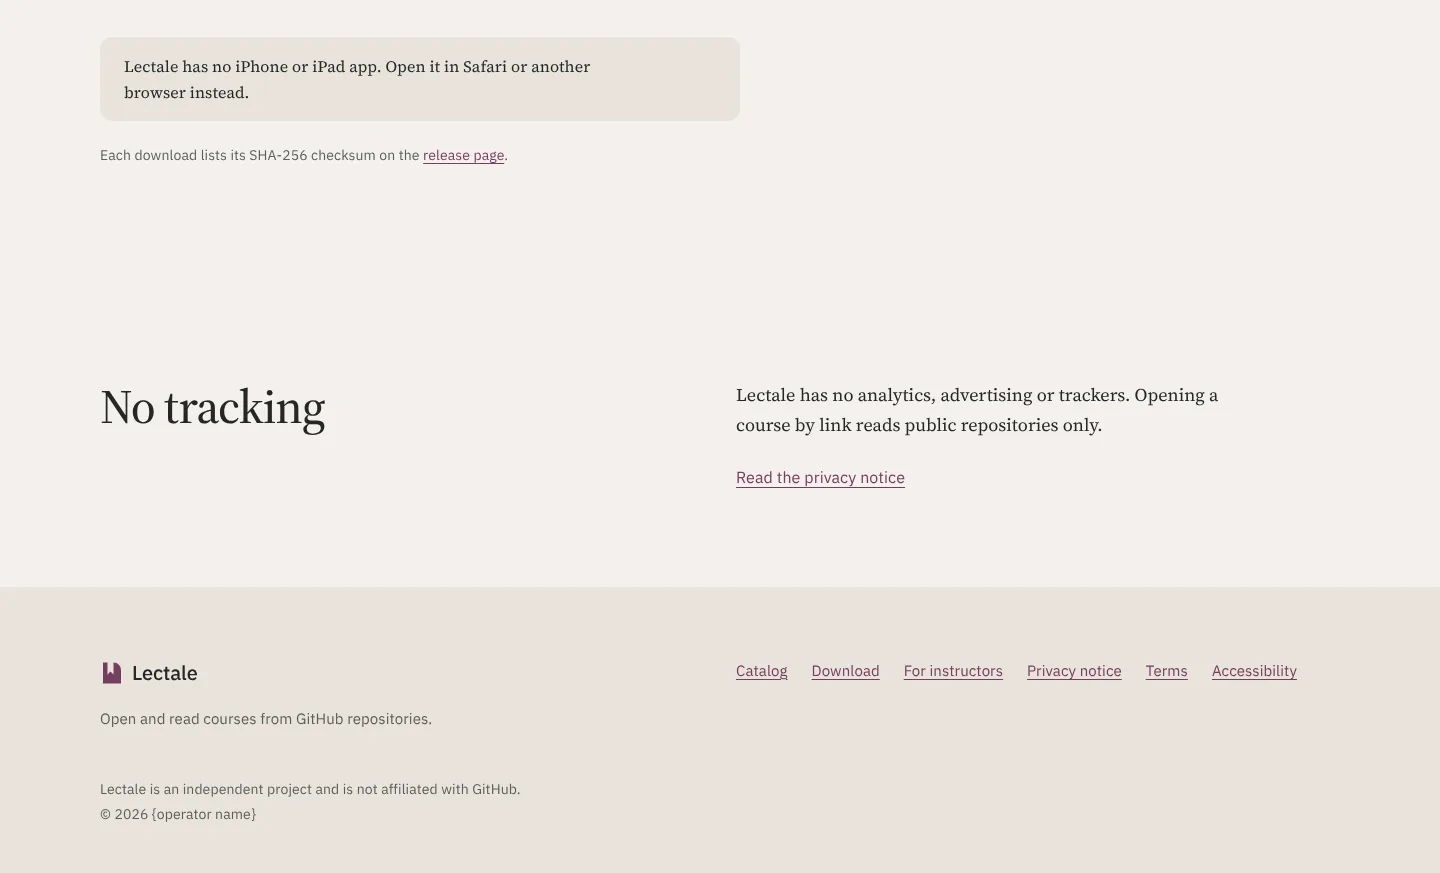 Lectale has no iPhone or iPad app. Open it in Safari or another
browser instead.
Each download lists its SHA-256 checksum on the release page.
No tracking
Lectale has no analytics, advertising or trackers. Opening a
course by link reads public repositories only.
Read the privacy notice
Lectale
Open and read courses from GitHub repositories.
Catalog Download For instructors Privacy notice Terms Accessibility
Lectale is an independent project and is not affiliated with GitHub.
© 2026 {operator name}